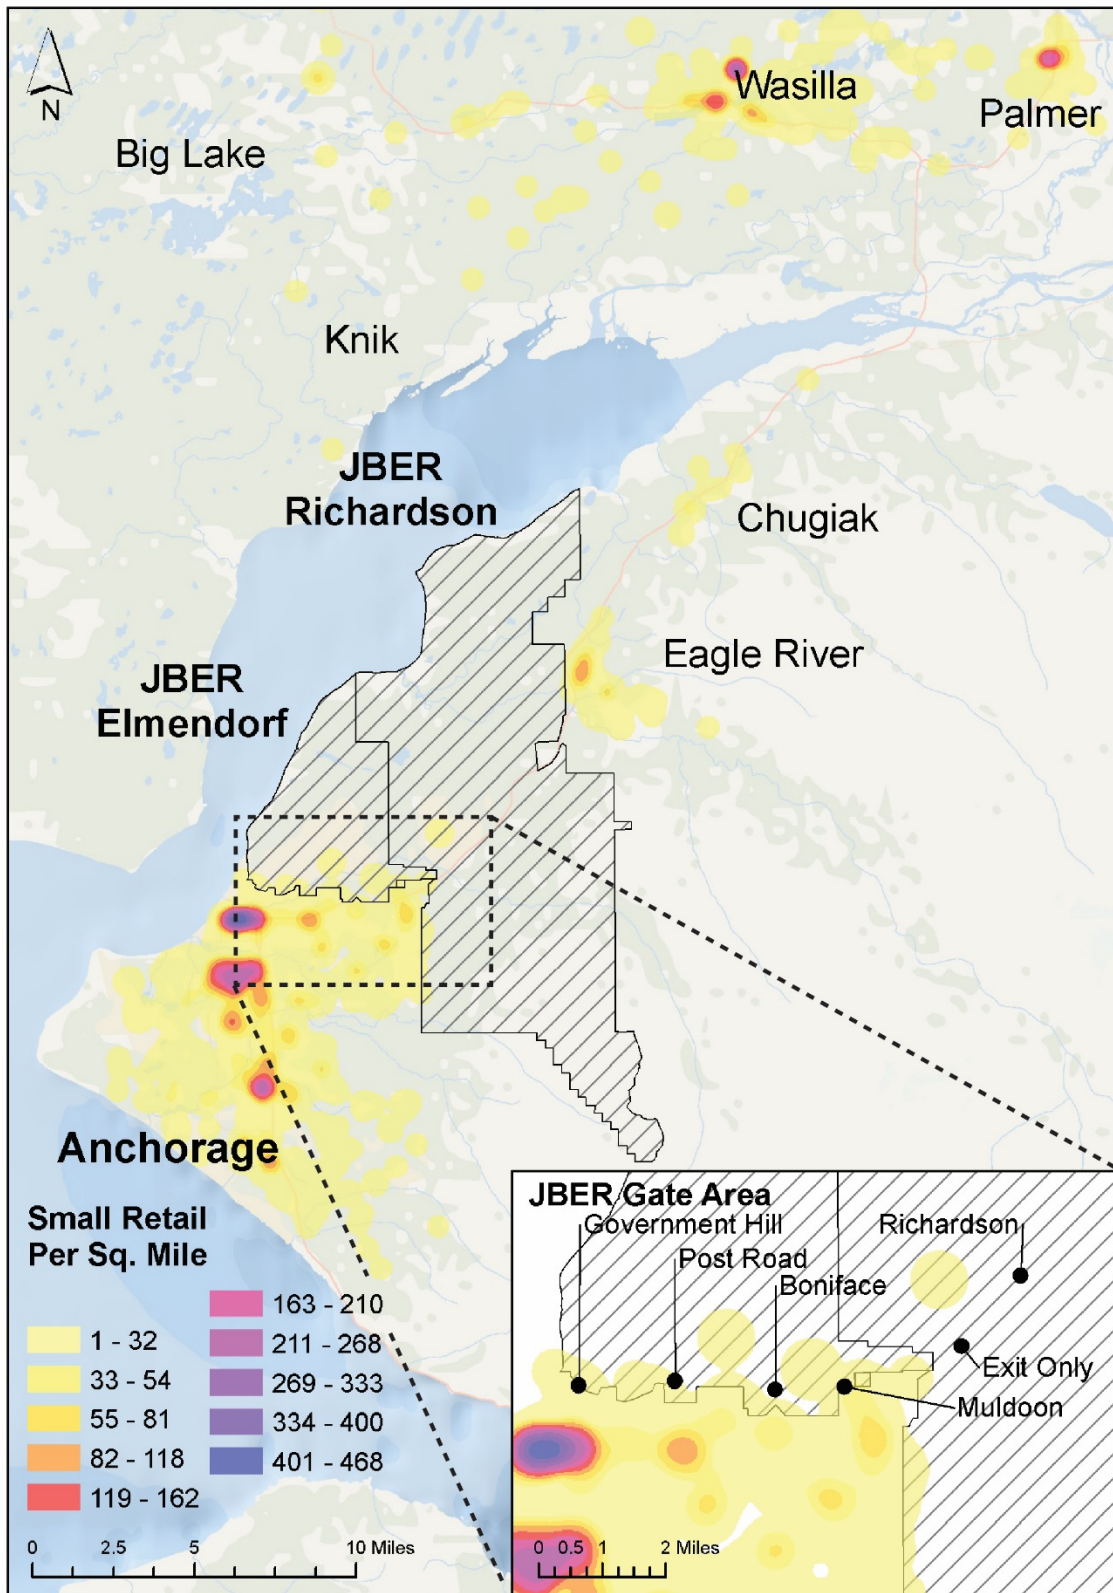 N
Wasilla
Palmer
Big Lake
Knik
JBER
Richardson
Chugiak
Eagle River
JBER
Elmendorf
Anchorage
Small Retail
Per Sq. Mile
1 - 32
33 - 54
55 - 81
82 - 118
119 - 162
163 - 210
211 - 268
269 - 333
334 - 400
401 - 468
0 2.5 5 10 Miles
JBER Gate Area
Government Hill
Richardson
Post Road
Boniface
Exit Only
Muldoon
0 0.5 1 2 Miles